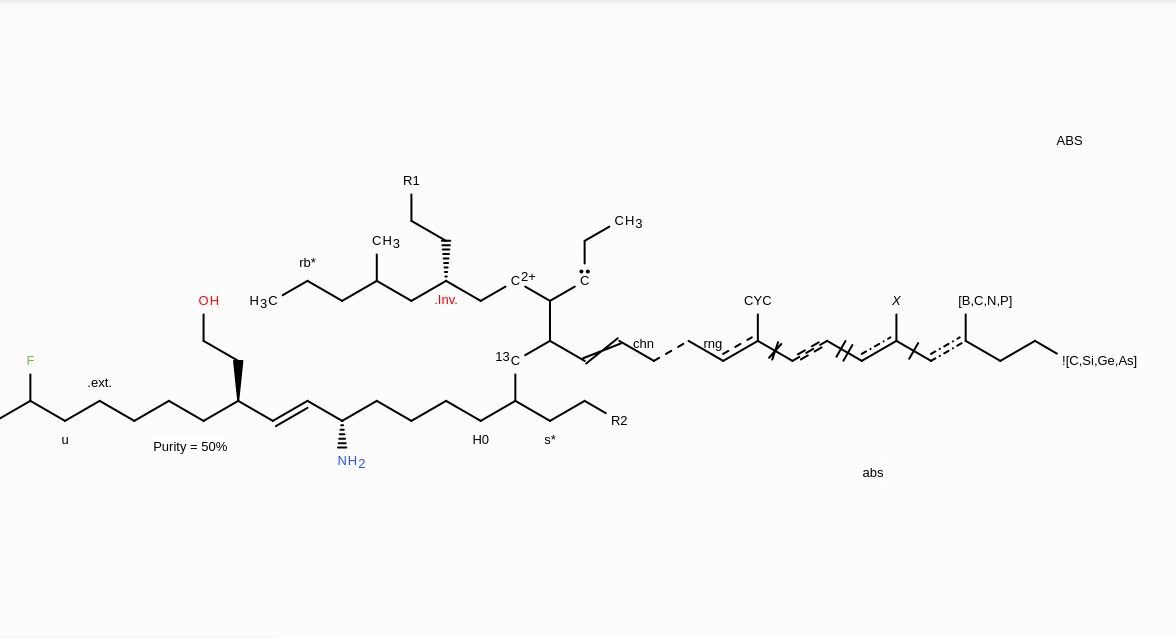 ABS
R1
CH3
CH3
rb*
C2+
C
OH
H3C
.Inv.
CYC
X
[B,C,N,P]
chn
rng
F
13C
![C,Si,Ge,As]
.ext.
R2
u
Purity = 50%
H0
s*
NH2
abs